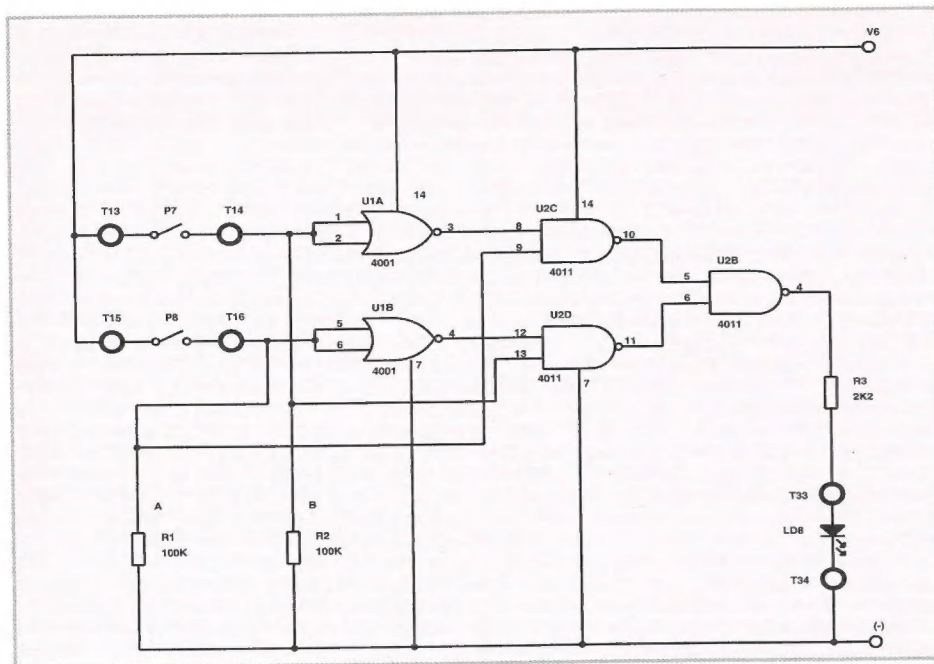 V6
14
14
U1A
U2C
T13
P7
T14
1
2
3
8
9
10
4001
4011
U2B
5
6
4
4011
T15
P8
T16
U1B
5
6
4
4001
7
U2D
12
13
11
4011
7
R3
2K2
A
B
R1
100K
R2
100K
T33
LD8
T34
(-)